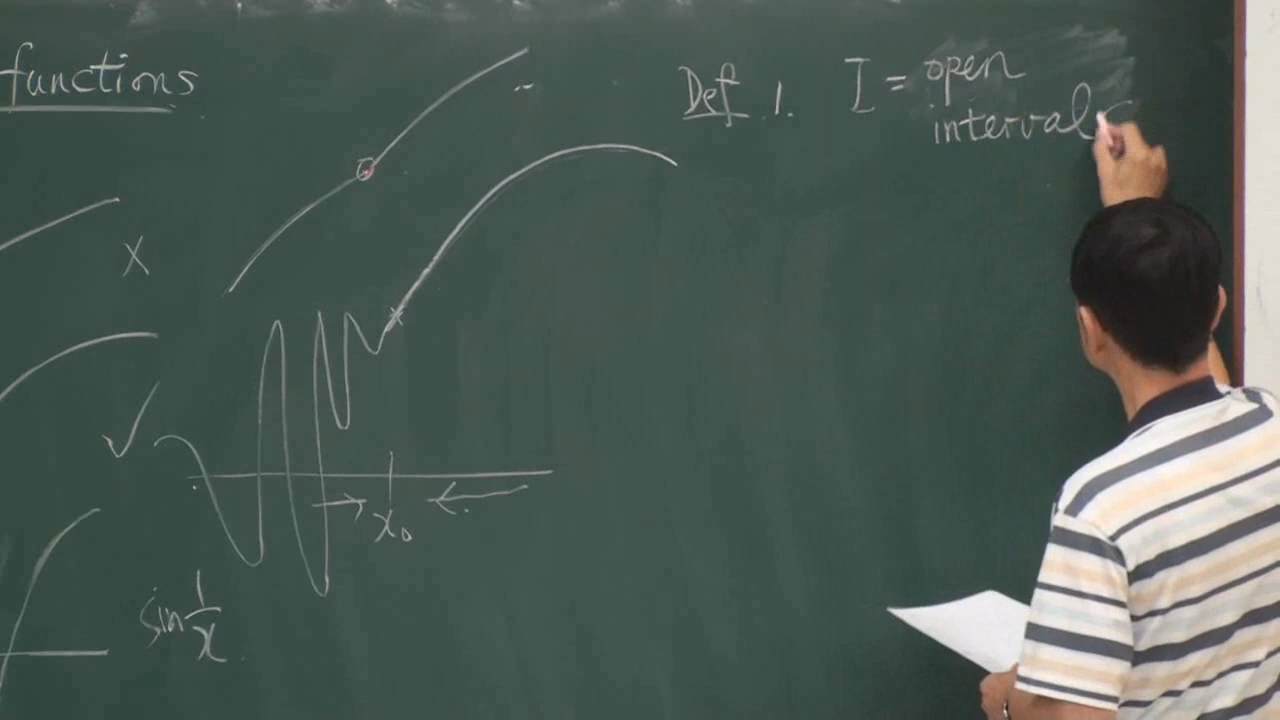 functions
Def 1. I = open
interval
x₀
sin 1/x